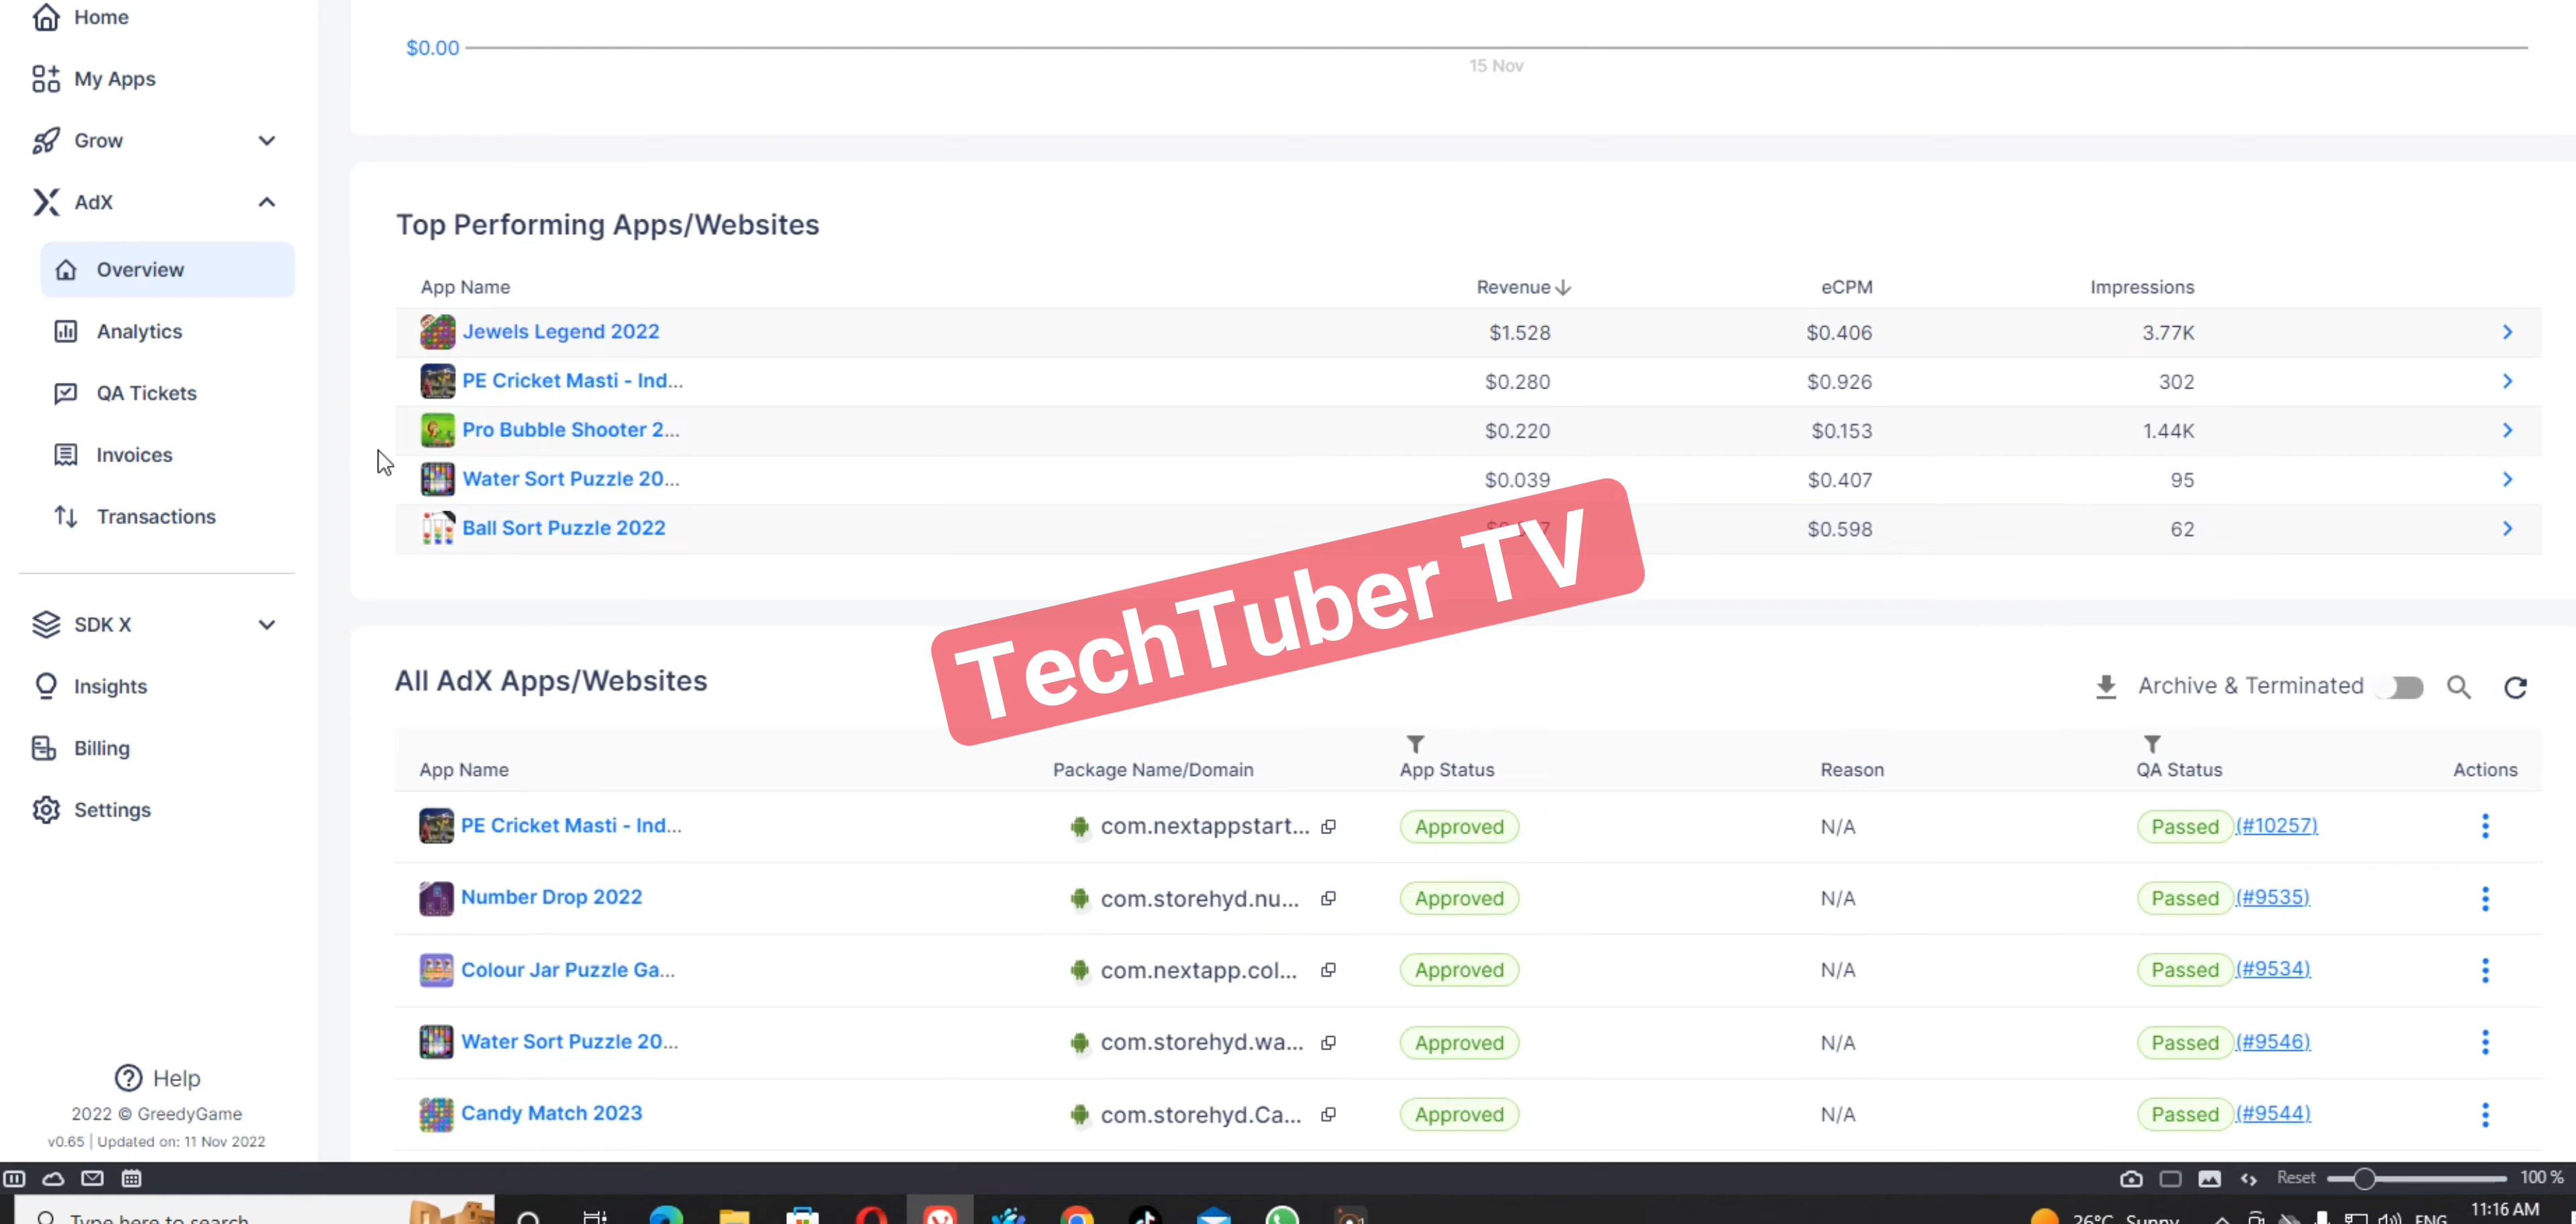 Home
$0.00
15 Nov
My Apps
Grow
AdX
Overview
Analytics
QA Tickets
Invoices
Transactions
SDK X
Insights
Billing
Settings
Help
2022 © GreedyGame
v0.65 | Updated on: 11 Nov 2022
Top Performing Apps/Websites
App Name Revenue eCPM Impressions
Jewels Legend 2022 $1.528 $0.406 3.77K
PE Cricket Masti - Ind... $0.280 $0.926 302
Pro Bubble Shooter 2... $0.220 $0.153 1.44K
Water Sort Puzzle 20... $0.039 $0.407 95
Ball Sort Puzzle 2022 $0.598 62
TechTuber TV
All AdX Apps/Websites Archive & Terminated
App Name Package Name/Domain App Status Reason QA Status Actions
PE Cricket Masti - Ind... com.nextappstart... Approved N/A Passed (#10257)
Number Drop 2022 com.storehyd.nu... Approved N/A Passed (#9535)
Colour Jar Puzzle Ga... com.nextapp.col... Approved N/A Passed (#9534)
Water Sort Puzzle 20... com.storehyd.wa... Approved N/A Passed (#9546)
Candy Match 2023 com.storehyd.Ca... Approved N/A Passed (#9544)
Reset 100 %
Type here to search
26°C Sunny ENG 11:16 AM